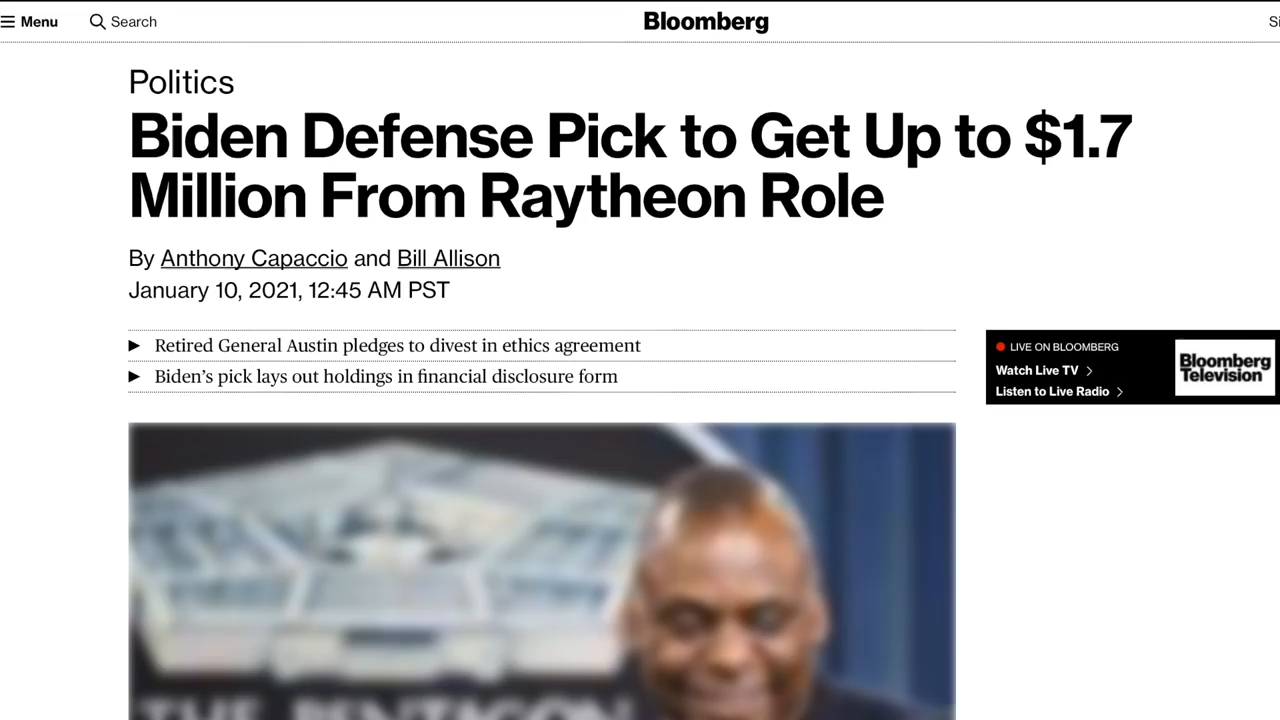 Menu
Search
Bloomberg
Si
Politics
Biden Defense Pick to Get Up to $1.7
Million From Raytheon Role
By Anthony Capaccio and Bill Allison
January 10, 2021, 12:45 AM PST
Retired General Austin pledges to divest in ethics agreement
Biden’s pick lays out holdings in financial disclosure form
LIVE ON BLOOMBERG
Watch Live TV
Listen to Live Radio
Bloomberg
Television
THE PENTAGON